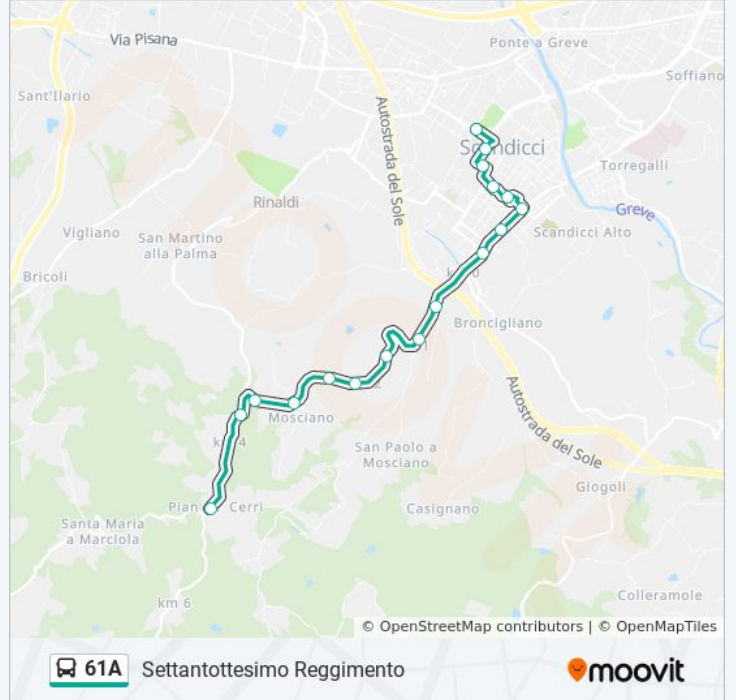 Via Pisana
Ponte a Greve
Soffiano
Sant'Ilario
Autostrada del Sole
Scandicci
Torregalli
Rinaldi
Greve
Vigliano
San Martino
alla Palma
Scandicci Alto
Bricoli
Broncigliano
Autostrada del Sole
Mosciano
San Paolo a
Mosciano
Giogoli
Pian Cerri
Casignano
Santa Maria
a Marciola
Colleramole
km 6
© OpenStreetMap contributors | © OpenMapTiles
61A Settantottesimo Reggimento
moovit